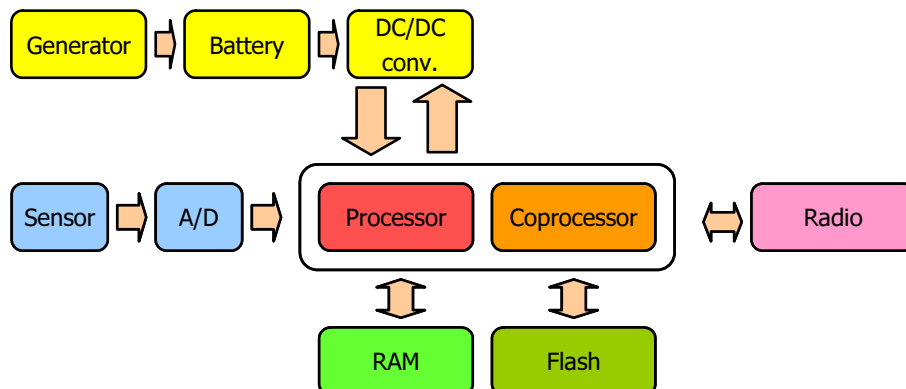 Generator
Battery
DC/DC
conv.
Sensor
A/D
Processor
Coprocessor
Radio
RAM
Flash